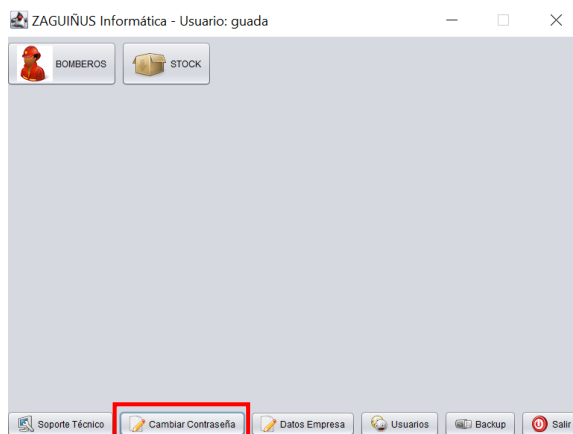 ZAGUIÑUS Informática - Usuario: guada
BOMBEROS STOCK
Soporte Técnico Cambiar Contraseña Datos Empresa Usuarios Backup Salir